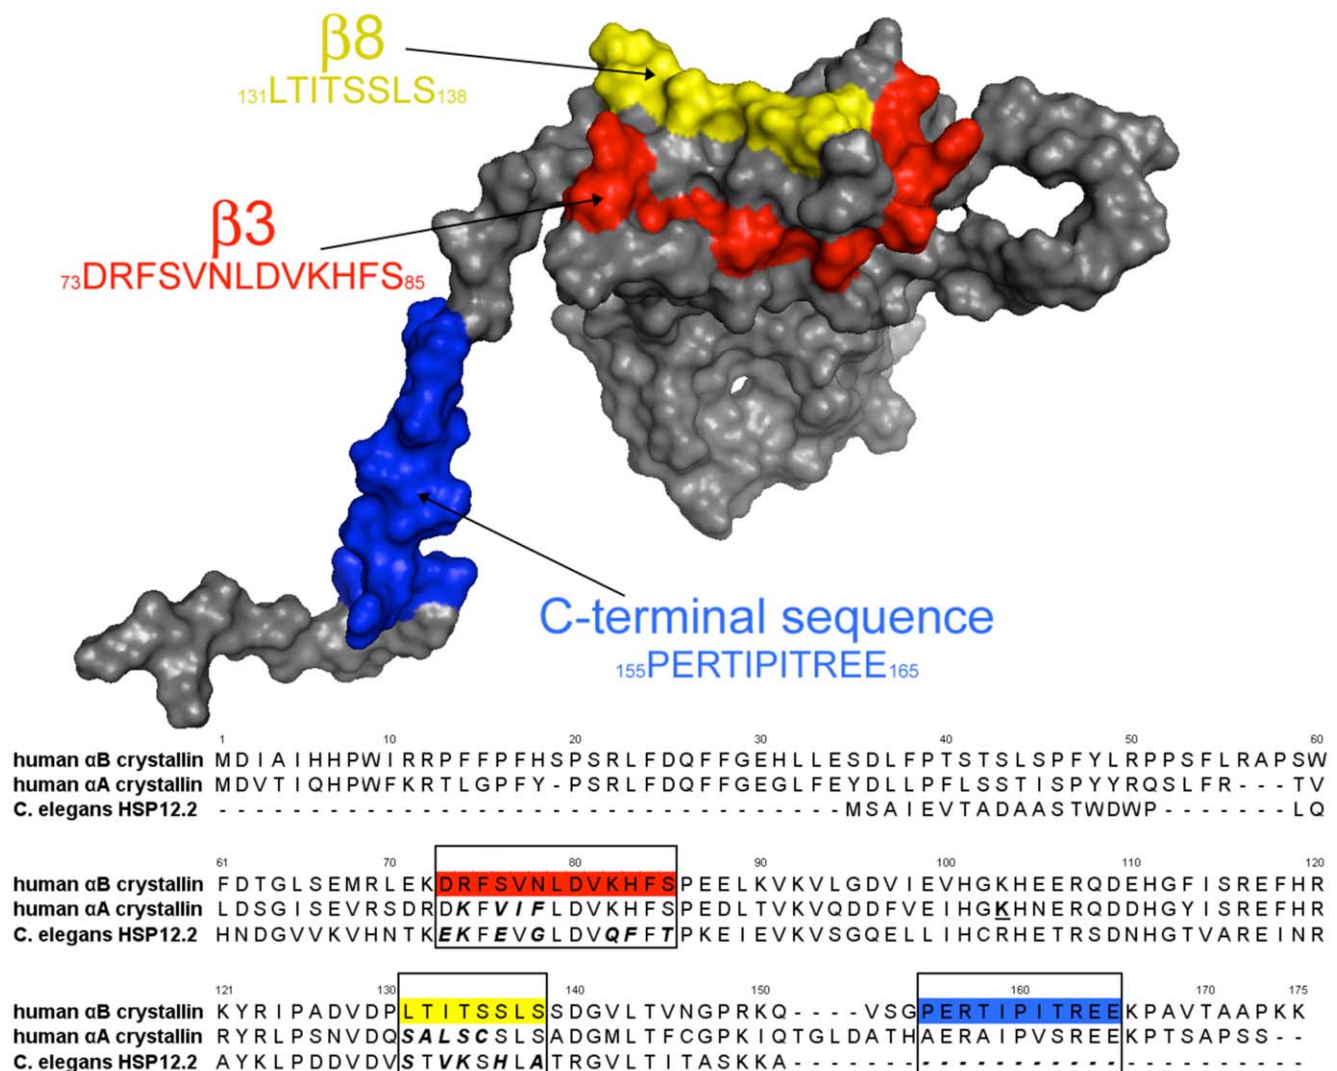 β8
131LTITSSLS138
β3
73DRFSVNLDVKHFS85
C-terminal sequence
155PERTIPITREE165
1 10 20 30 40 50 60
human αB crystallin MDIAIHHPWIRRPFFPFHSPSRLFDQFFGEHLLESDLFPTSTSLSPFYLRPPSFLRAPSW
human αA crystallin MDVTIQHPWFKRTLGPFY-PSRLFDQFFGEGLFEYDLLPFLSSTISPYYRQSLFR---TV
C. elegans HSP12.2 ----------------------------------MSAIEVTADAASTWDWP-------LQ
61 70 80 90 100 110 120
human αB crystallin FDTGLSEMRLEKDRFSVNLDVKHFSPEELKVKVLGDVIEVHGKHEERQDEHGFISREFHR
human αA crystallin LDSGISEVRSDRDKFVIFLDVKHFSPEDLTVKVQDDFVEIHGKHNERQDDHGYISREFHR
C. elegans HSP12.2 HNDGVVKVHNTKEKFEVGLDVQFFTPKEIEVKVSGQELLIHCRHETRSDNHGTVAREINR
121 130 140 150 160 170 175
human αB crystallin KYRIPADVDPLTITSSLSSDGVLTVNGPRKQ----VSGPERTIPITREEKPAVTAAPKK
human αA crystallin RYRLPSNVDQSALSCSLSADGMLTFCGPKIQTGLDATHAERAIPVSREEKPTSAPSS--
C. elegans HSP12.2 AYKLPDDVDVSTVKSHLATRGVLTITASKKA------------------